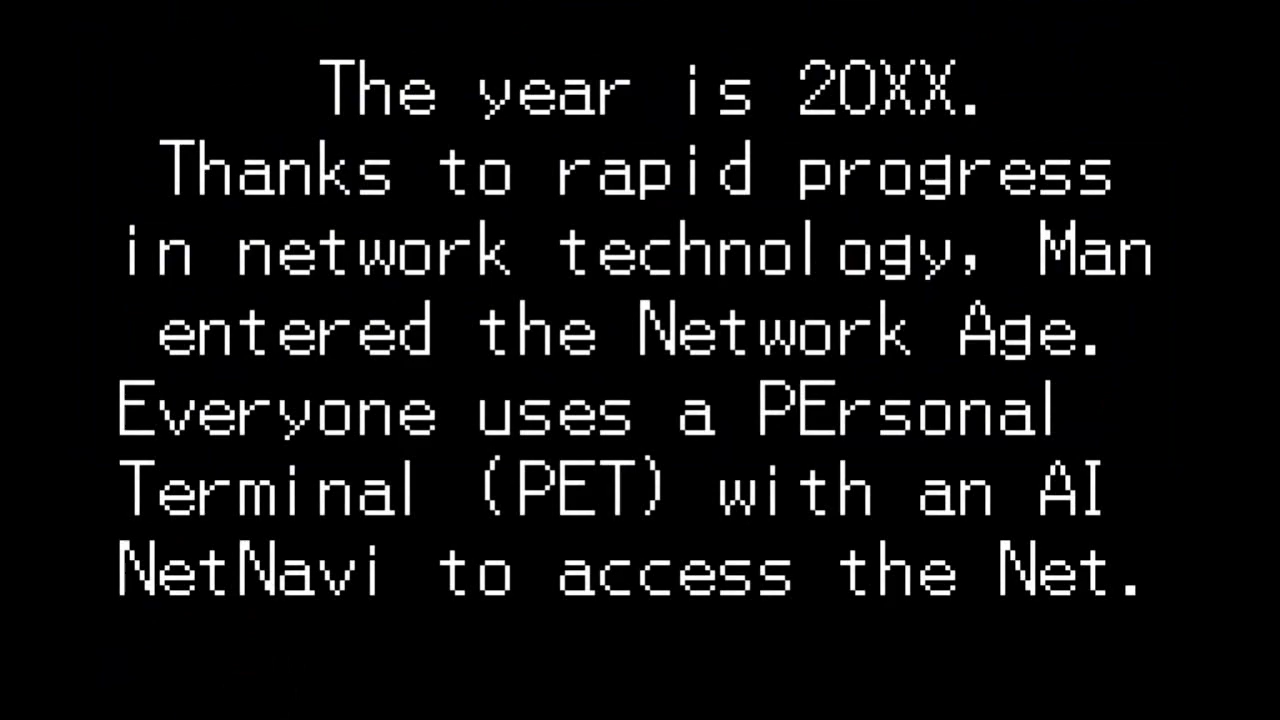 The year is 20XX.
Thanks to rapid progress
in network technology, Man
entered the Network Age.
Everyone uses a PErsonal
Terminal (PET) with an AI
NetNavi to access the Net.